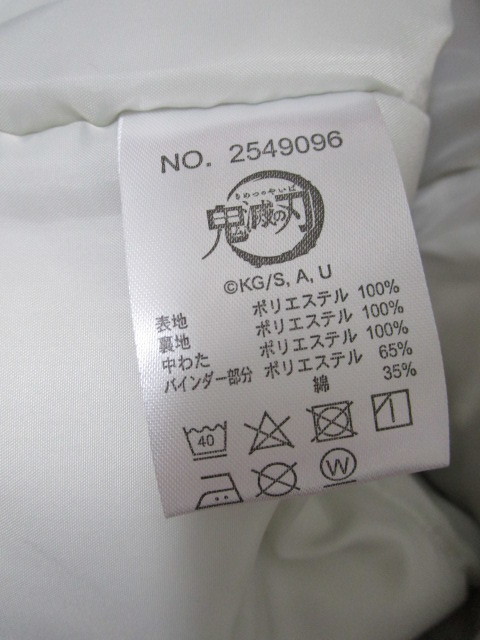 NO. 2549096
きめつのやいば
鬼滅の刃
©KG/S, A, U
表地 ポリエステル 100%
裏地 ポリエステル 100%
中わた ポリエステル 100%
バインダー部分 ポリエステル 65%
綿 35%
40
W